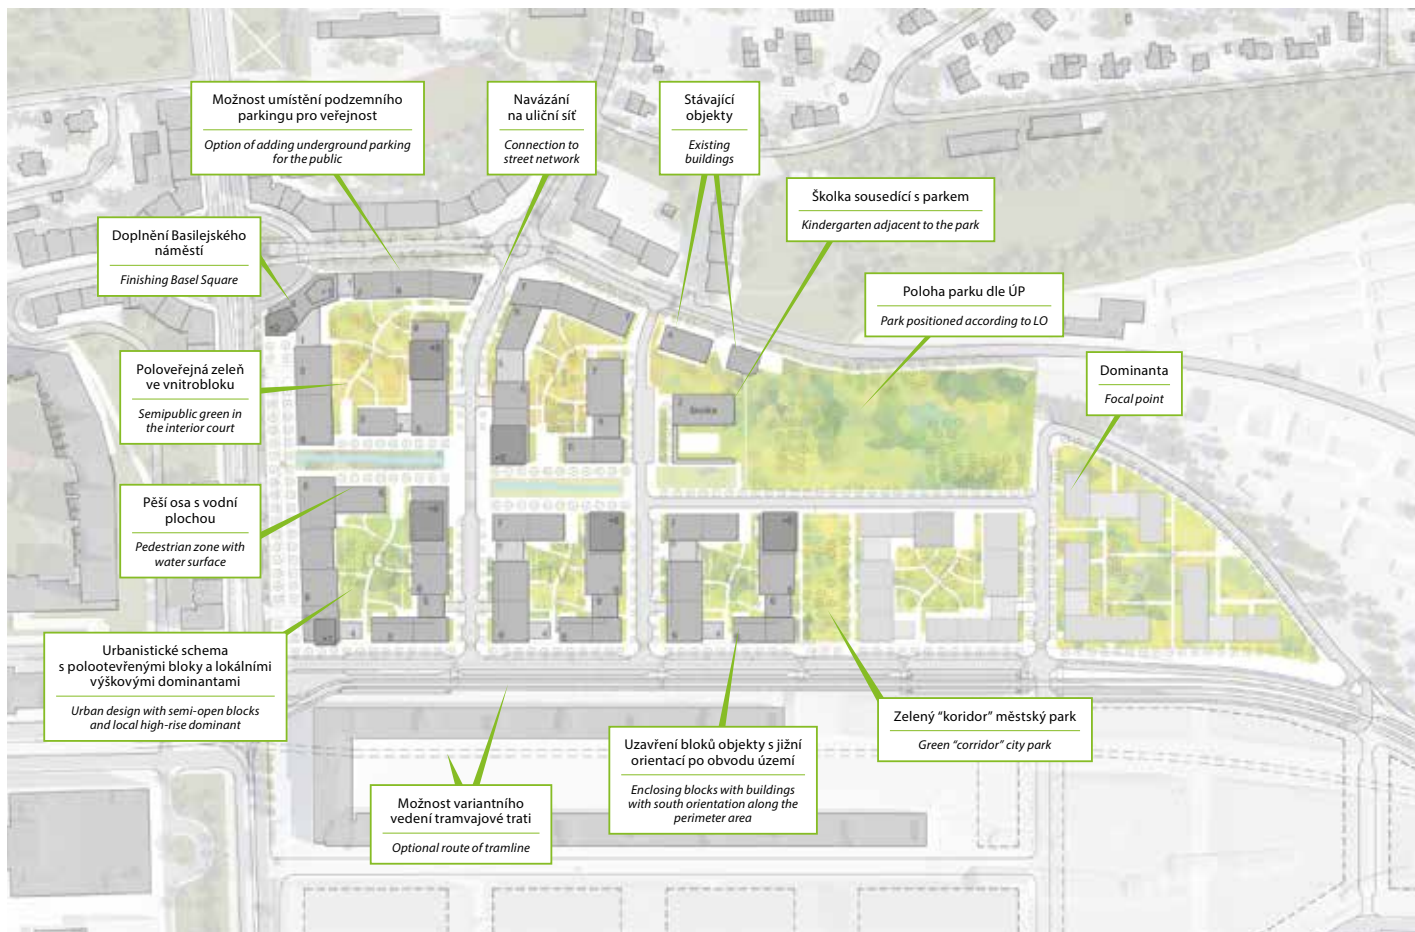 Možnost umístění podzemního
parkingu pro veřejnost
Option of adding underground parking
for the public
Navázání
na uliční síť
Connection to
street network
Stávající
objekty
Existing
buildings
Školka sousedící s parkem
Kindergarten adjacent to the park
Doplnění Basilejského
náměstí
Finishing Basel Square
Poloha parku dle ÚP
Park positioned according to LO
Poloveřejná zeleň
ve vnitrobloku
Semipublic green in
the interior court
Dominanta
Focal point
Školka
Pěší osa s vodní
plochou
Pedestrian zone with
water surface
Urbanistické schema
s polootevřenými bloky a lokálními
výškovými dominantami
Urban design with semi-open blocks
and local high-rise dominant
Zelený “koridor” městský park
Green “corridor” city park
Uzavření bloků objekty s jižní
orientací po obvodu území
Enclosing blocks with buildings
with south orientation along the
perimeter area
Možnost variantního
vedení tramvajové trati
Optional route of tramline